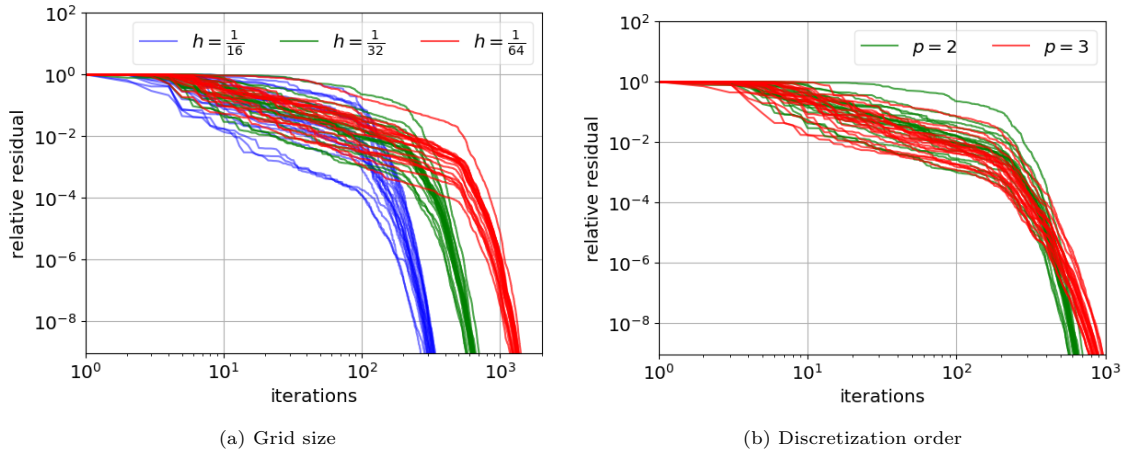 10^2
10^0
10^-2
10^-4
10^-6
10^-8
relative residual
h = 1/16
h = 1/32
h = 1/64
10^0
10^1
10^2
10^3
iterations
(a) Grid size
10^2
10^0
10^-2
10^-4
10^-6
10^-8
relative residual
p = 2
p = 3
10^0
10^1
10^2
10^3
iterations
(b) Discretization order